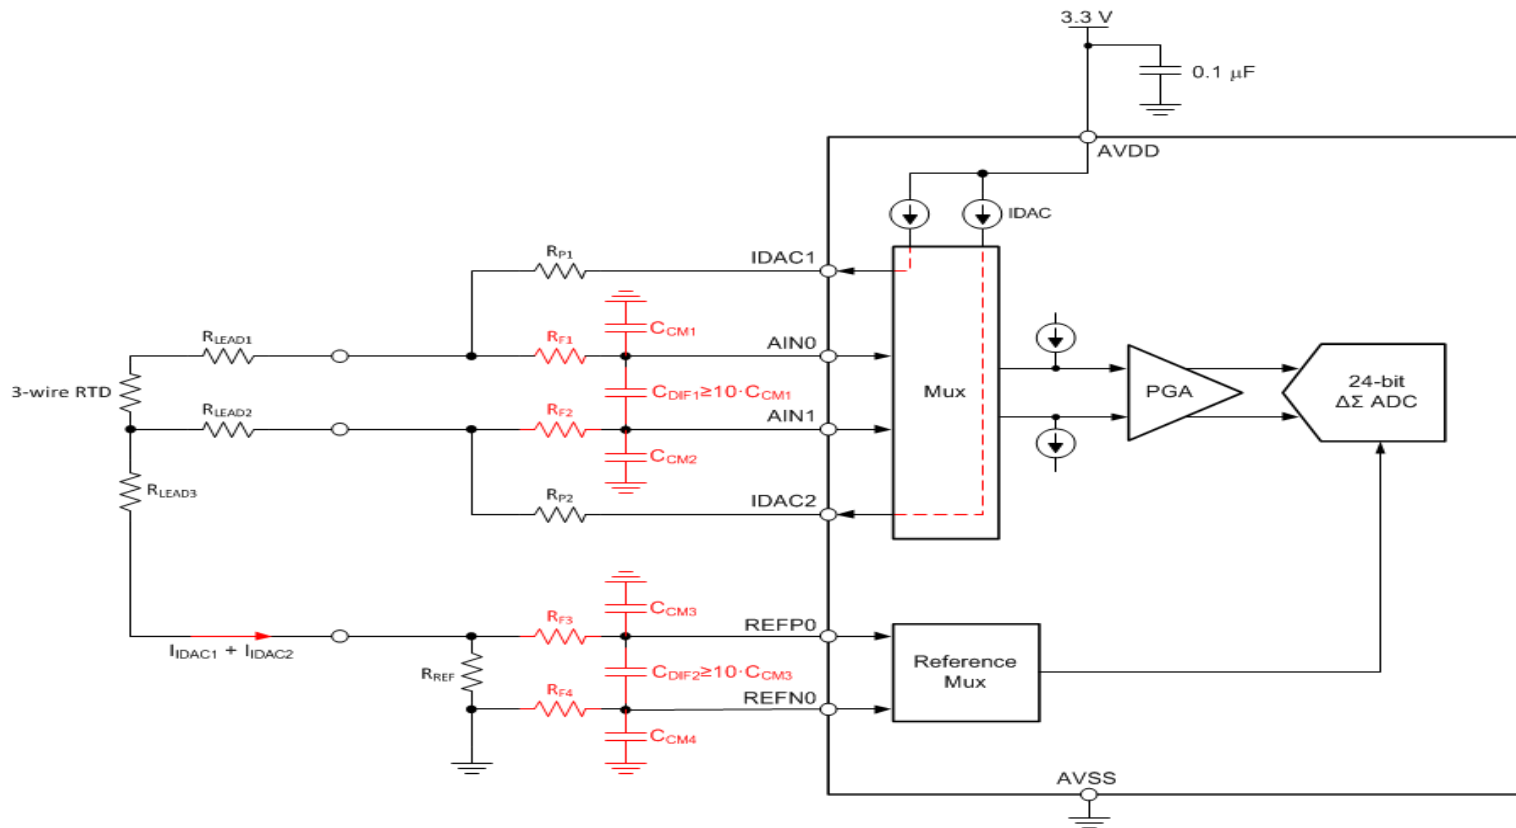 3.3 V
0.1 μF
AVDD
IDAC
RP1
IDAC1
CCM1
RLEAD1
RF1
AIN0
3-wire RTD
CDIF1≥10·CCM1
Mux
PGA
24-bit
ΔΣ ADC
RLEAD2
RF2
AIN1
CCM2
RLEAD3
RP2
IDAC2
CCM3
RF3
REFP0
IIDAC1 + IIDAC2
RREF
CDIF2≥10·CCM3
Reference
Mux
RF4
REFN0
CCM4
AVSS